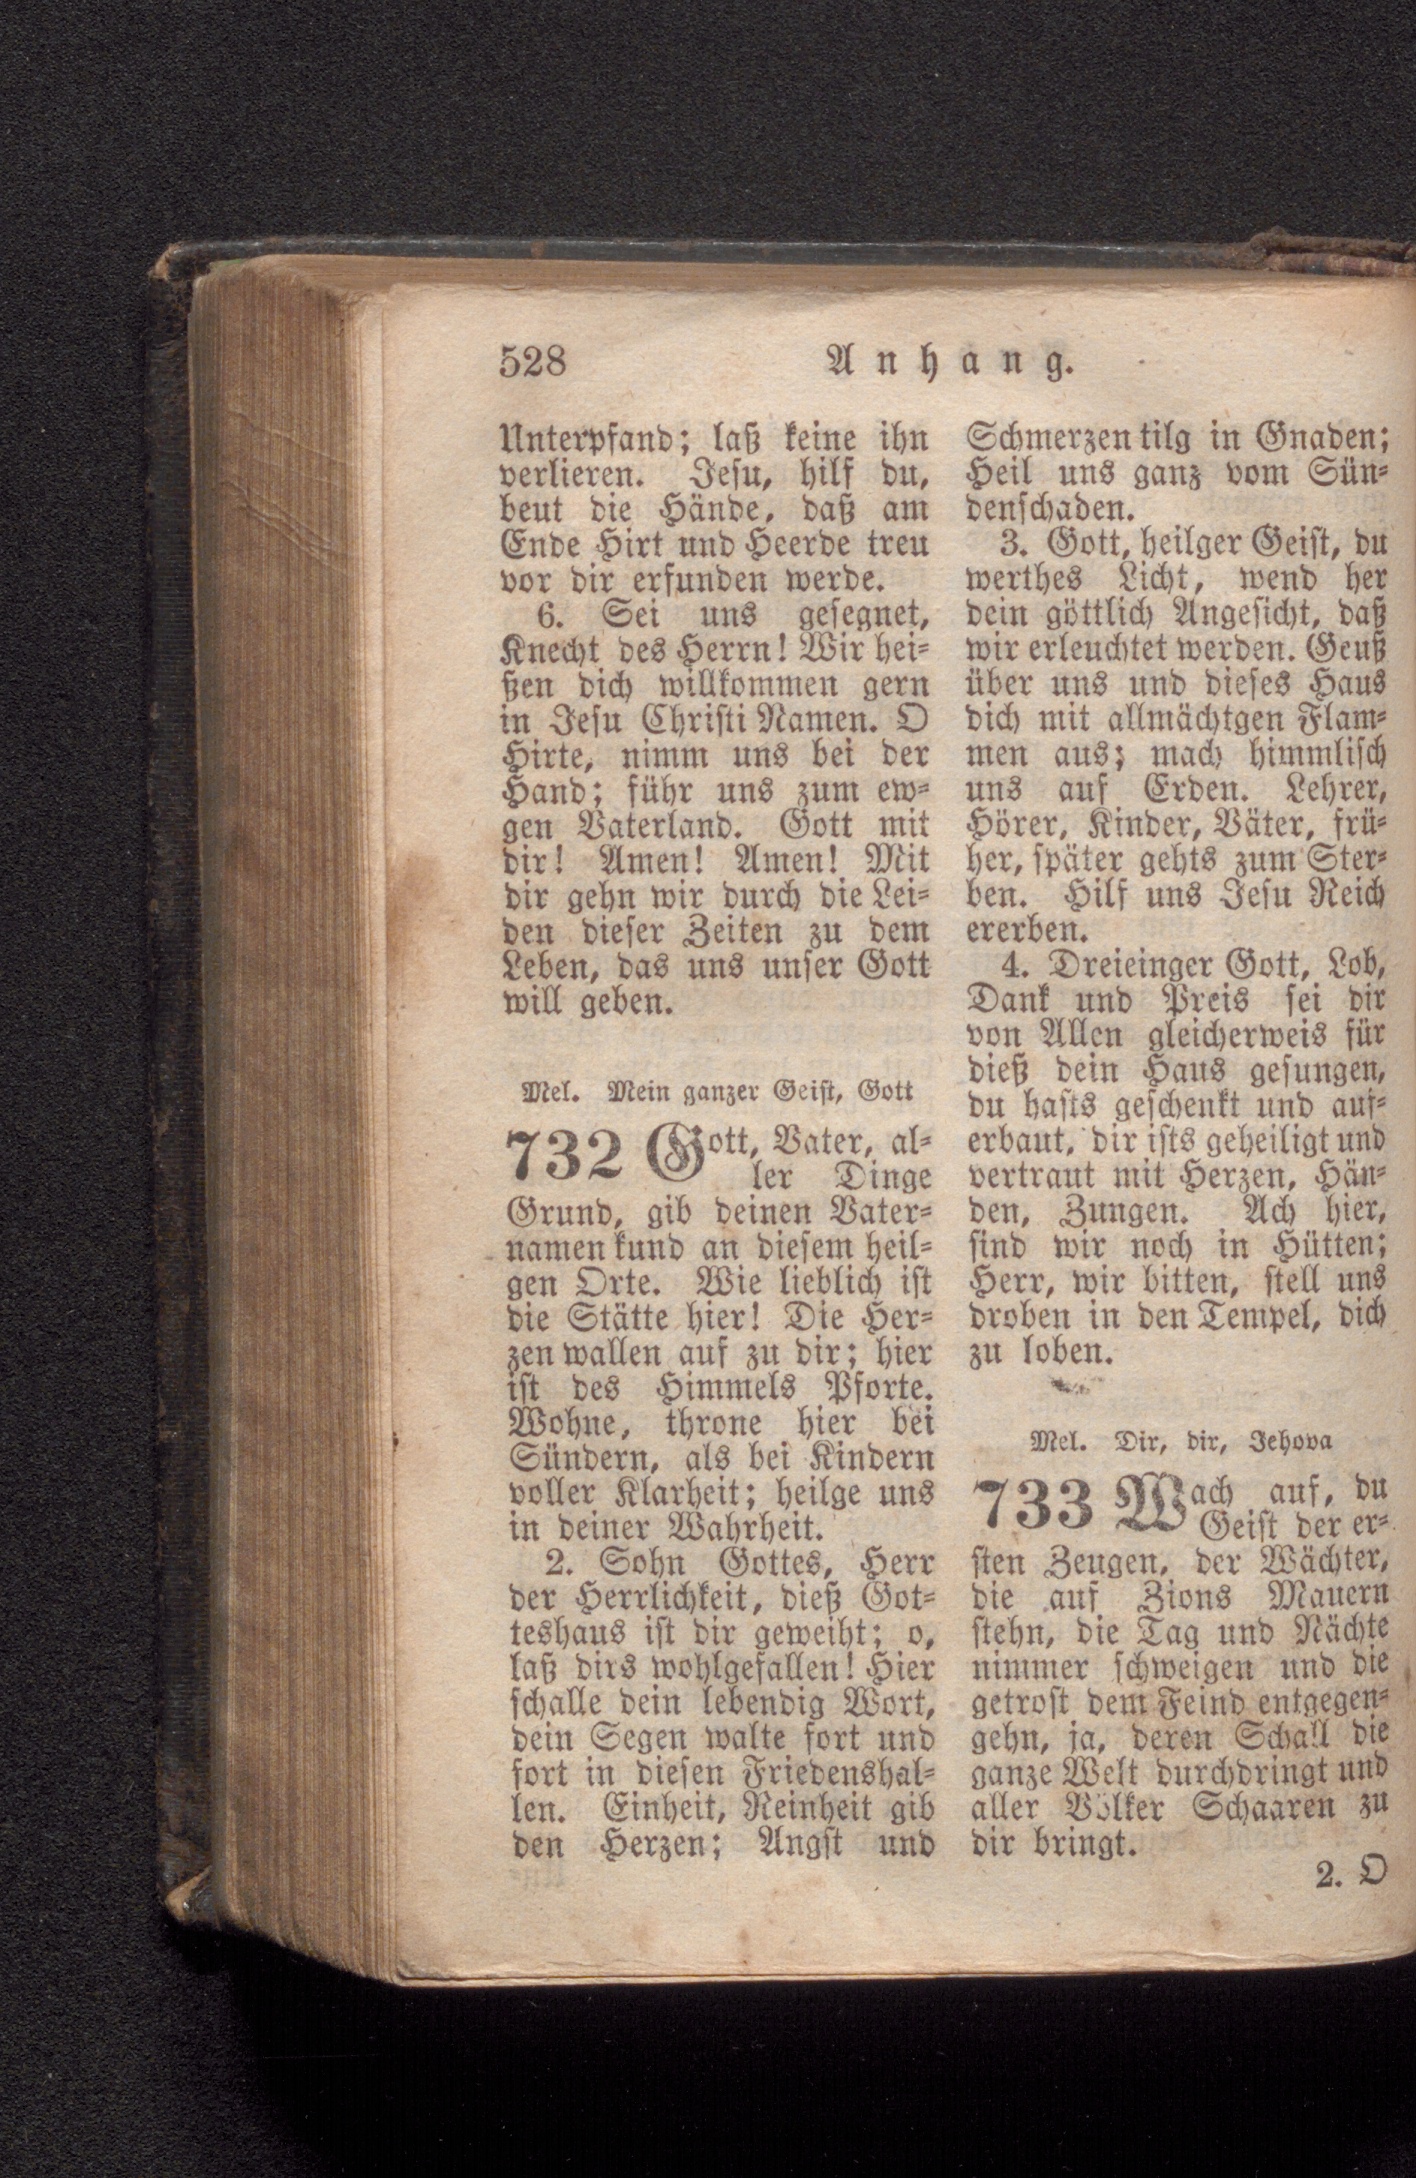 528
Anhang.
Unterpfand; laß keine ihn
verlieren. Jesu, hilf du,
beut die Hände, daß am
Ende Hirt und Heerde treu
vor dir erfunden werde.
6. Sei uns gesegnet,
Knecht des Herrn! Wir hei-
ßen dich willkommen gern
in Jesu Christi Namen. O
Hirte, nimm uns bei der
Hand; führ uns zum ew-
gen Vaterland. Gott mit
dir! Amen! Amen! Mit
dir gehn wir durch die Lei-
den dieser Zeiten zu dem
Leben, das uns unser Gott
will geben.
Mel. Mein ganzer Geist, Gott
732 Gott, Vater, al-
ler Dinge
Grund, gib deinen Vater-
namen kund an diesem heil-
gen Orte. Wie lieblich ist
die Stätte hier! Die Her-
zen wallen auf zu dir; hier
ist des Himmels Pforte.
Wohne, throne hier bei
Sündern, als bei Kindern
voller Klarheit; heilge uns
in deiner Wahrheit.
2. Sohn Gottes, Herr
der Herrlichkeit, dieß Got-
teshaus ist dir geweiht; o,
laß dirs wohlgefallen! Hier
schalle dein lebendig Wort,
dein Segen walte fort und
fort in diesen Friedenshal-
len. Einheit, Reinheit gib
den Herzen; Angst und
Schmerzen tilg in Gnaden;
Heil uns ganz vom Sün-
denschaden.
3. Gott, heilger Geist, du
werthes Licht, wend her
dein göttlich Angesicht, daß
wir erleuchtet werden. Geuß
über uns und dieses Haus
dich mit allmächtgen Flam-
men aus; mach himmlisch
uns auf Erden. Lehrer,
Hörer, Kinder, Väter, frü-
her, später gehts zum Ster-
ben. Hilf uns Jesu Reich
ererben.
4. Dreieinger Gott, Lob,
Dank und Preis sei dir
von Allen gleicherweis für
dieß dein Haus gesungen,
du hasts geschenkt und auf-
erbaut, dir ists geheiligt und
vertraut mit Herzen, Hän-
den, Zungen. Ach hier,
sind wir noch in Hütten;
Herr, wir bitten, stell uns
droben in den Tempel, dich
zu loben.
Mel. Dir, dir, Jehova
733 Wach auf, du
Geist der er-
sten Zeugen, der Wächter,
die auf Zions Mauern
stehn, die Tag und Nächte
nimmer schweigen und die
getrost dem Feind entgegen-
gehn, ja, deren Schall die
ganze Welt durchdringt und
aller Völker Schaaren zu
dir bringt.
2. O